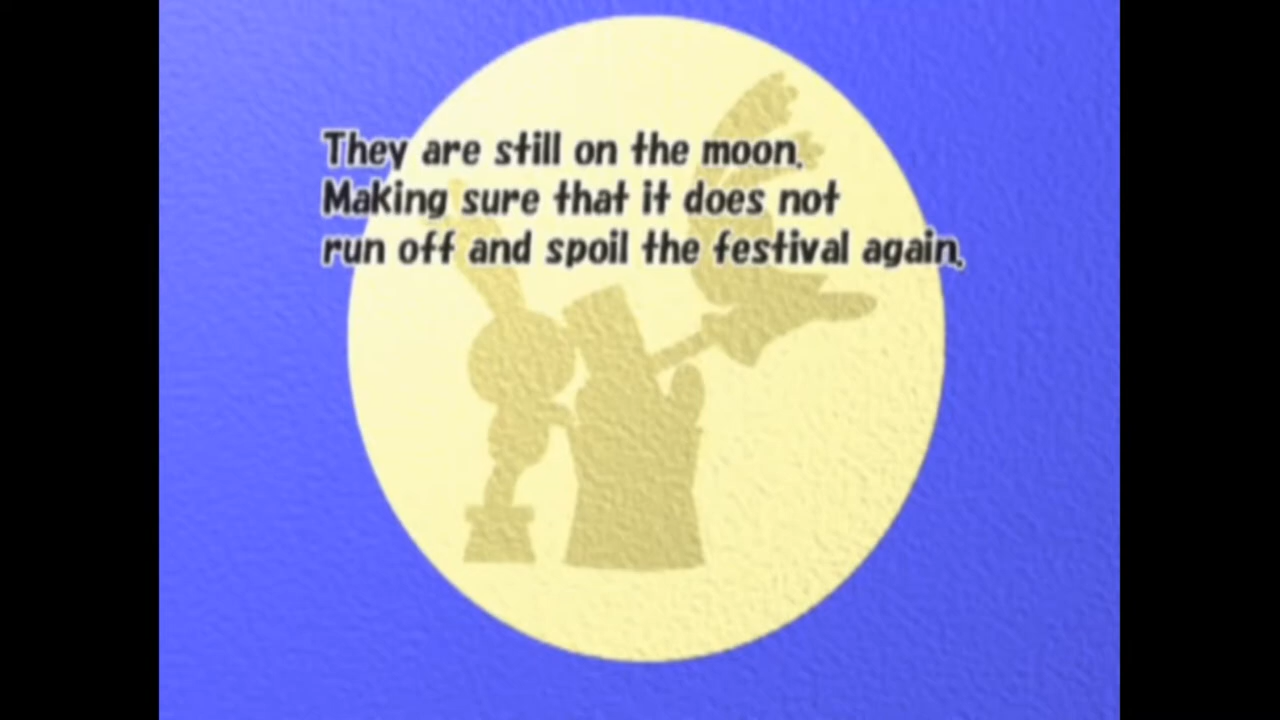 They are still on the moon.
Making sure that it does not
run off and spoil the festival again.